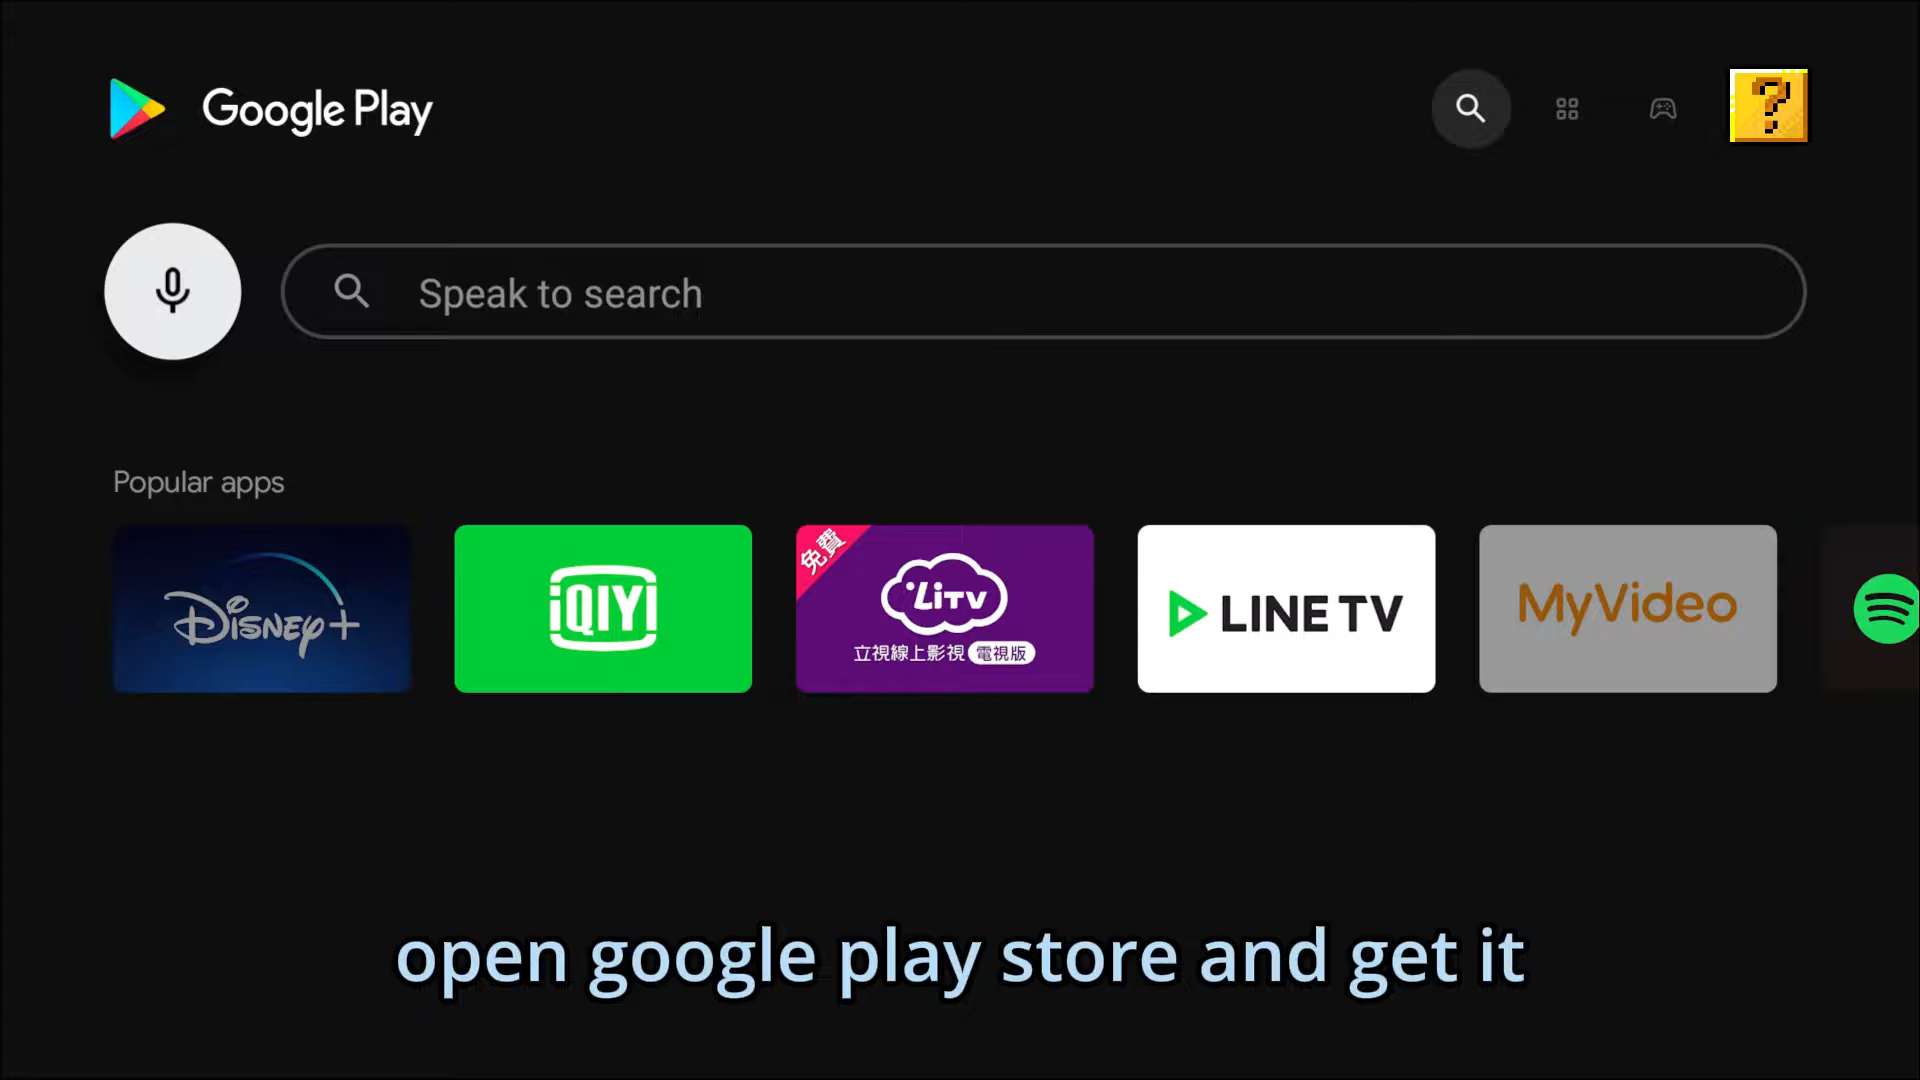 Google Play
?
Speak to search
Popular apps
Disney+
iQIYI
免費
LiTV
立視線上影視 電視版
LINE TV
MyVideo
open google play store and get it